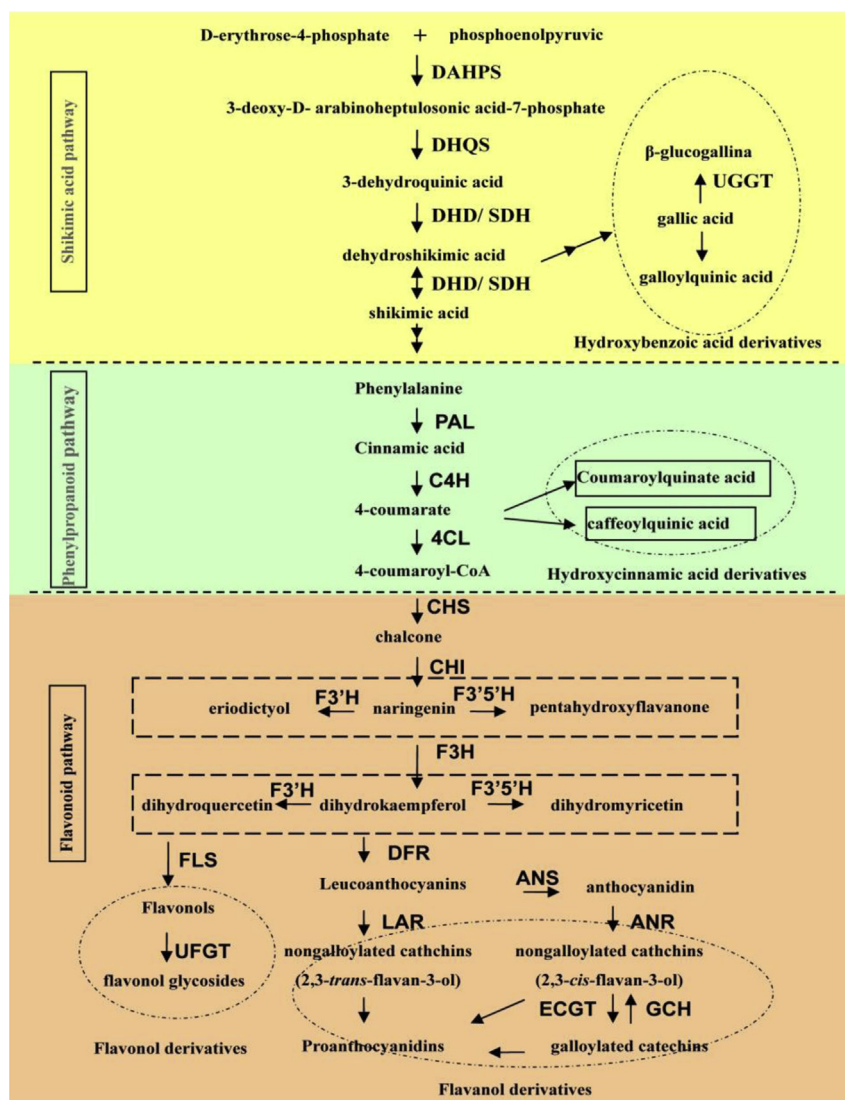 D-erythrose-4-phosphate + phosphoenolpyruvic
DAHPS
3-deoxy-D- arabinoheptulosonic acid-7-phosphate
DHQS
3-dehydroquinic acid
DHD/ SDH
dehydroshikimic acid
DHD/ SDH
shikimic acid
Shikimic acid pathway
β-glucogallina
UGGT
gallic acid
galloylquinic acid
Hydroxybenzoic acid derivatives
Phenylalanine
PAL
Cinnamic acid
C4H
4-coumarate
4CL
4-coumaroyl-CoA
Phenylpropanoid pathway
Coumaroylquinate acid
caffeoylquinic acid
Hydroxycinnamic acid derivatives
CHS
chalcone
CHI
eriodictyol F3'H naringenin F3'5'H pentahydroxyflavanone
F3H
dihydroquercetin F3'H dihydrokaempferol F3'5'H dihydromyricetin
Flavonoid pathway
FLS
DFR
Leucoanthocyanins ANS anthocyanidin
Flavonols
LAR
ANR
UFGT
nongalloylated cathchins nongalloylated cathchins
flavonol glycosides
(2,3-trans-flavan-3-ol) (2,3-cis-flavan-3-ol)
ECGT GCH
Flavonol derivatives
Proanthocyanidins galloylated catechins
Flavanol derivatives